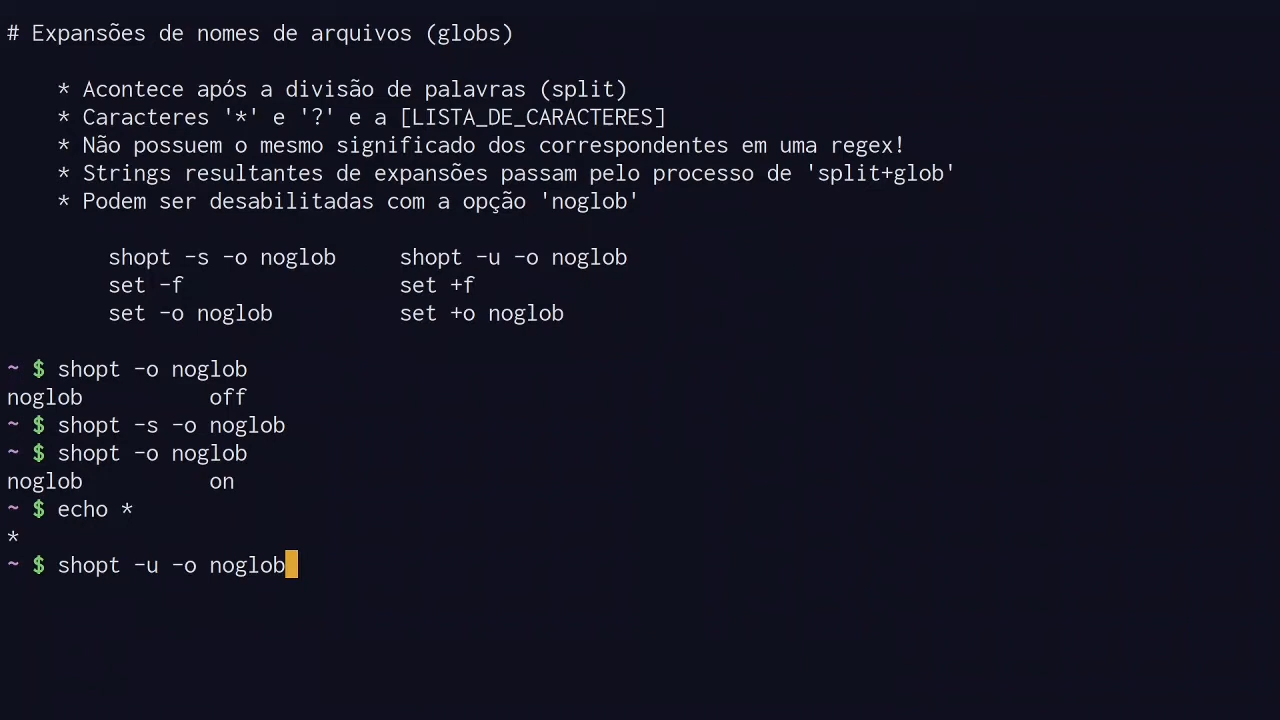 # Expansões de nomes de arquivos (globs)
* Acontece após a divisão de palavras (split)
* Caracteres '*' e '?' e a [LISTA_DE_CARACTERES]
* Não possuem o mesmo significado dos correspondentes em uma regex!
* Strings resultantes de expansões passam pelo processo de 'split+glob'
* Podem ser desabilitadas com a opção 'noglob'
shopt -s -o noglob     shopt -u -o noglob
set -f                 set +f
set -o noglob          set +o noglob
~ $ shopt -o noglob
noglob          off
~ $ shopt -s -o noglob
~ $ shopt -o noglob
noglob          on
~ $ echo *
*
~ $ shopt -u -o noglob